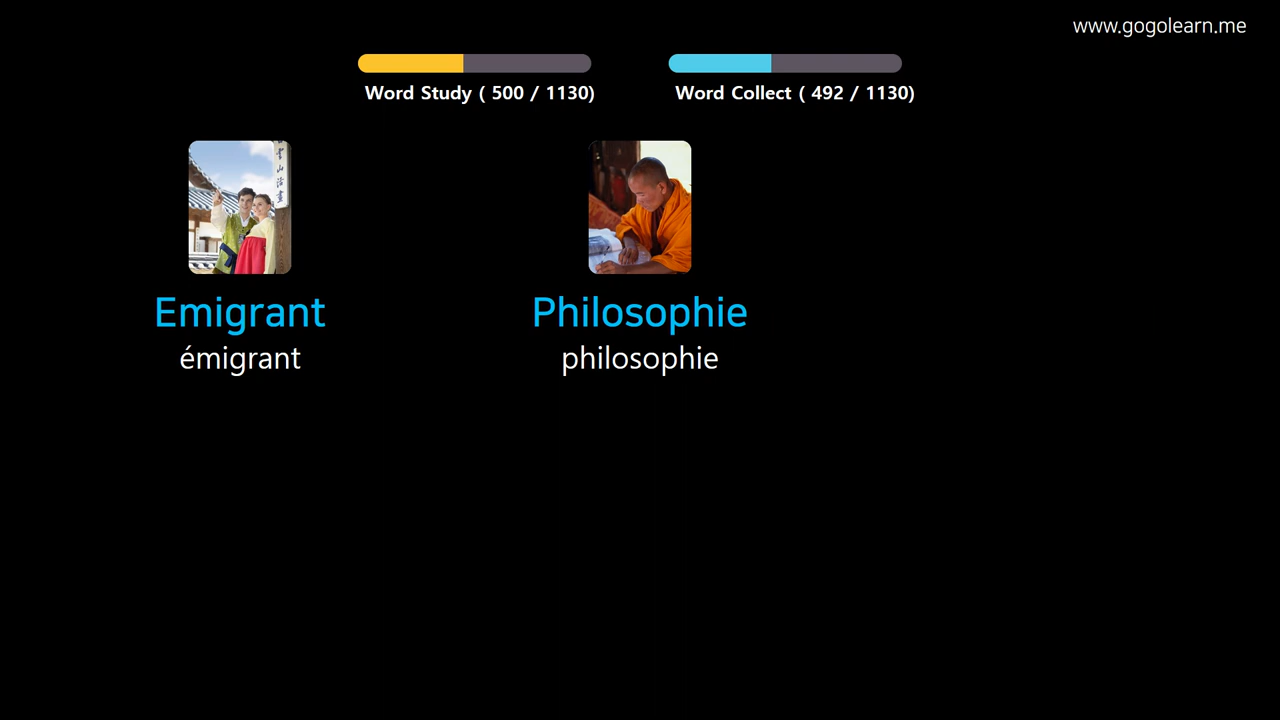 www.gogolearn.me
Word Study ( 500 / 1130)
Word Collect ( 492 / 1130)
Emigrant
émigrant
Philosophie
philosophie